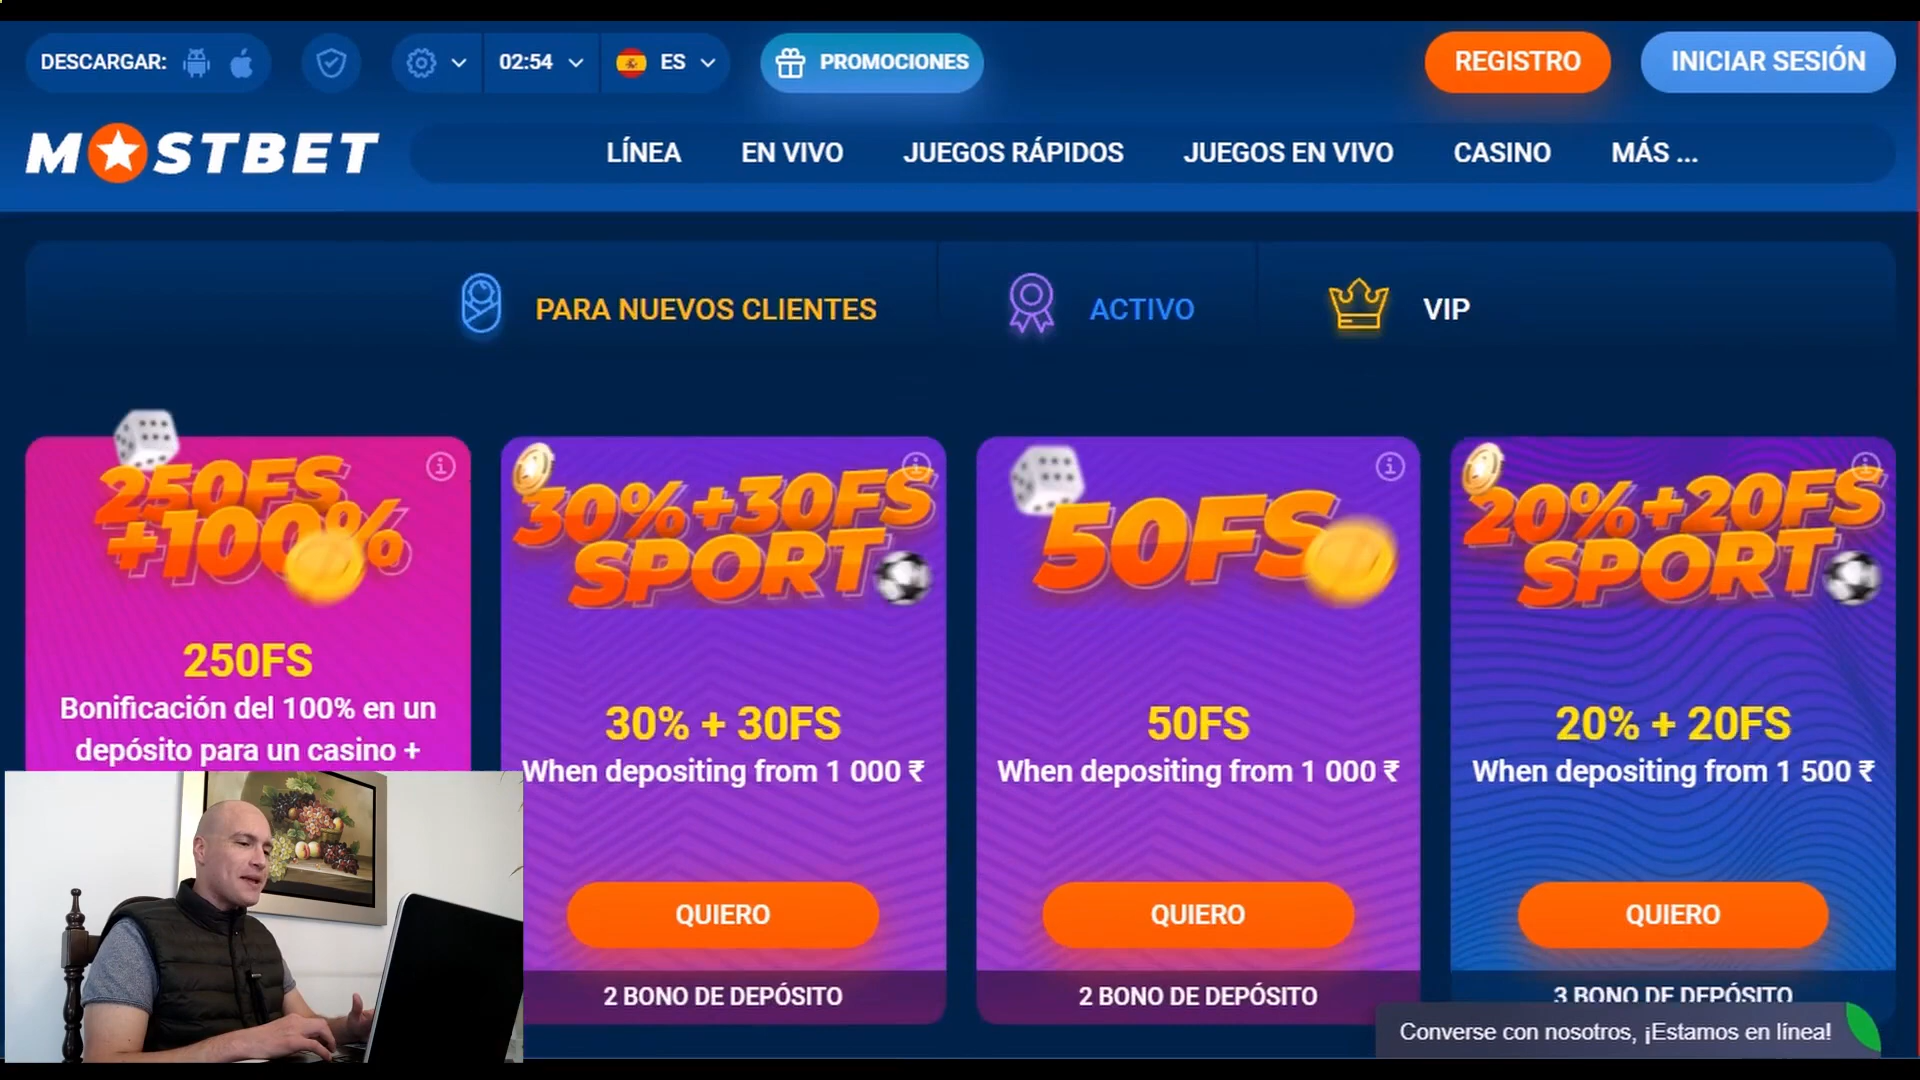 DESCARGAR:
02:54
ES
PROMOCIONES
REGISTRO
INICIAR SESIÓN
MOSTBET
LÍNEA
EN VIVO
JUEGOS RÁPIDOS
JUEGOS EN VIVO
CASINO
MÁS ...
PARA NUEVOS CLIENTES
ACTIVO
VIP
250FS
+100%
250FS
Bonificación del 100% en un
depósito para un casino +
30%+30FS
SPORT
30% + 30FS
When depositing from 1 000 ₹
QUIERO
2 BONO DE DEPÓSITO
50FS
50FS
When depositing from 1 000 ₹
QUIERO
2 BONO DE DEPÓSITO
20%+20FS
SPORT
20% + 20FS
When depositing from 1 500 ₹
QUIERO
3 BONO DE DEPÓSITO
Converse con nosotros, ¡Estamos en línea!